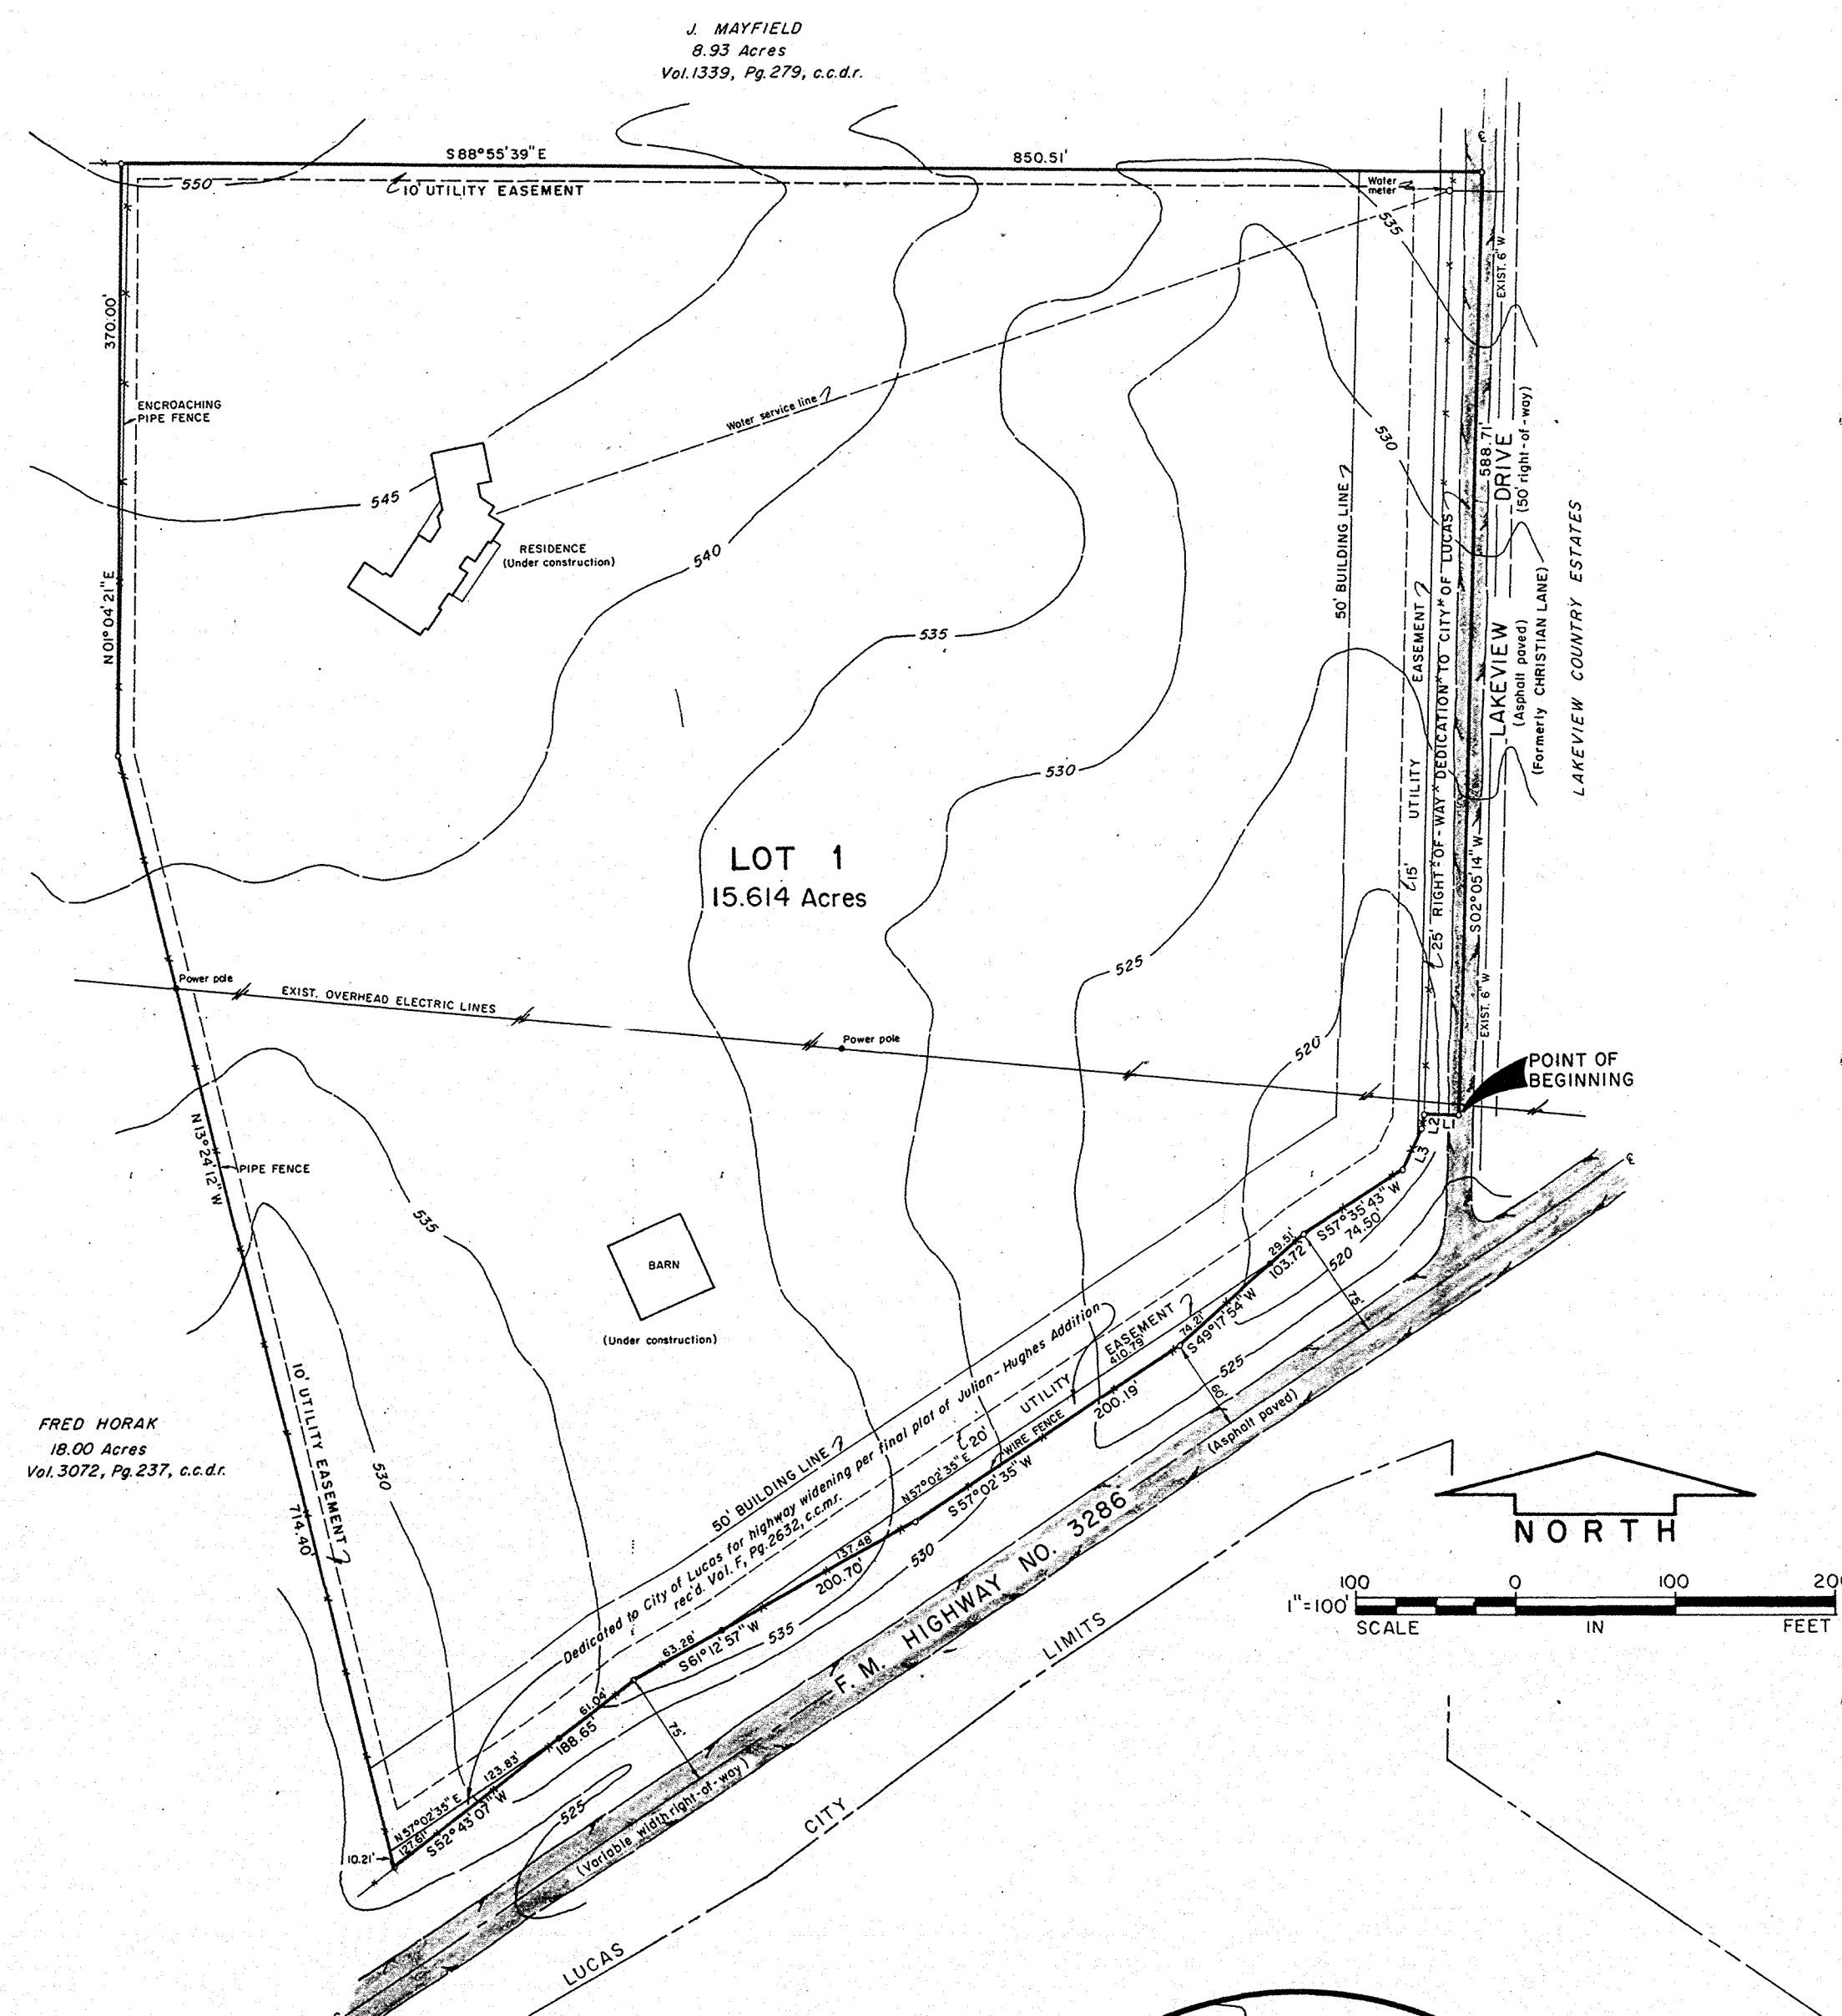 J. MAYFIELD
8.93 Acres
Vol.1339, Pg.279, c.c.d.r.
S88°55'39"E
850.51'
℄
550
10' UTILITY EASEMENT
Water
meter
535
EXIST. 6" W
370.00'
ENCROACHING
PIPE FENCE
Water service line
530
545
588.71'
LAKEVIEW DRIVE
(50' right-of-way)
(Asphalt paved)
(Formerly CHRISTIAN LANE)
LAKEVIEW COUNTRY ESTATES
50' BUILDING LINE
15' UTILITY EASEMENT
25' RIGHT-OF-WAY DEDICATION TO CITY OF LUCAS
S02°05'14"W
RESIDENCE
(Under construction)
540
N01°04'21"E
535
530
LOT 1
15.614 Acres
525
Power pole
EXIST. OVERHEAD ELECTRIC LINES
Power pole
EXIST. 6" W
520
POINT OF
BEGINNING
L2
L1
L3
N13°24'12"W
PIPE FENCE
℄
535
S57°35'43"W
74.50'
29.51'
103.72'
520
BARN
75'
(Under construction)
74.21'
S49°17'54"W
20' UTILITY EASEMENT
410.79'
525
60'
200.19'
(Asphalt paved)
10' UTILITY EASEMENT
FRED HORAK
18.00 Acres
Vol.3072, Pg.237, c.c.d.r.
530
50' BUILDING LINE
Dedicated to City of Lucas for highway widening per final plat of Julian-Hughes Addition
rec'd. Vol. F, Pg.2632, c.c.m.r.
WIRE FENCE
N57°02'35"E
S57°02'35"W
714.40'
137.48'
200.70'
530
F. M. HIGHWAY NO. 3286
NORTH
100 0 100 200
1"=100'
SCALE IN FEET
63.28'
S61°12'57"W
535
61.04'
188.65'
75'
123.83'
N57°02'35"E
127.61'
S52°43'07"W
10.21'
525
(Variable width right-of-way)
LUCAS CITY LIMITS